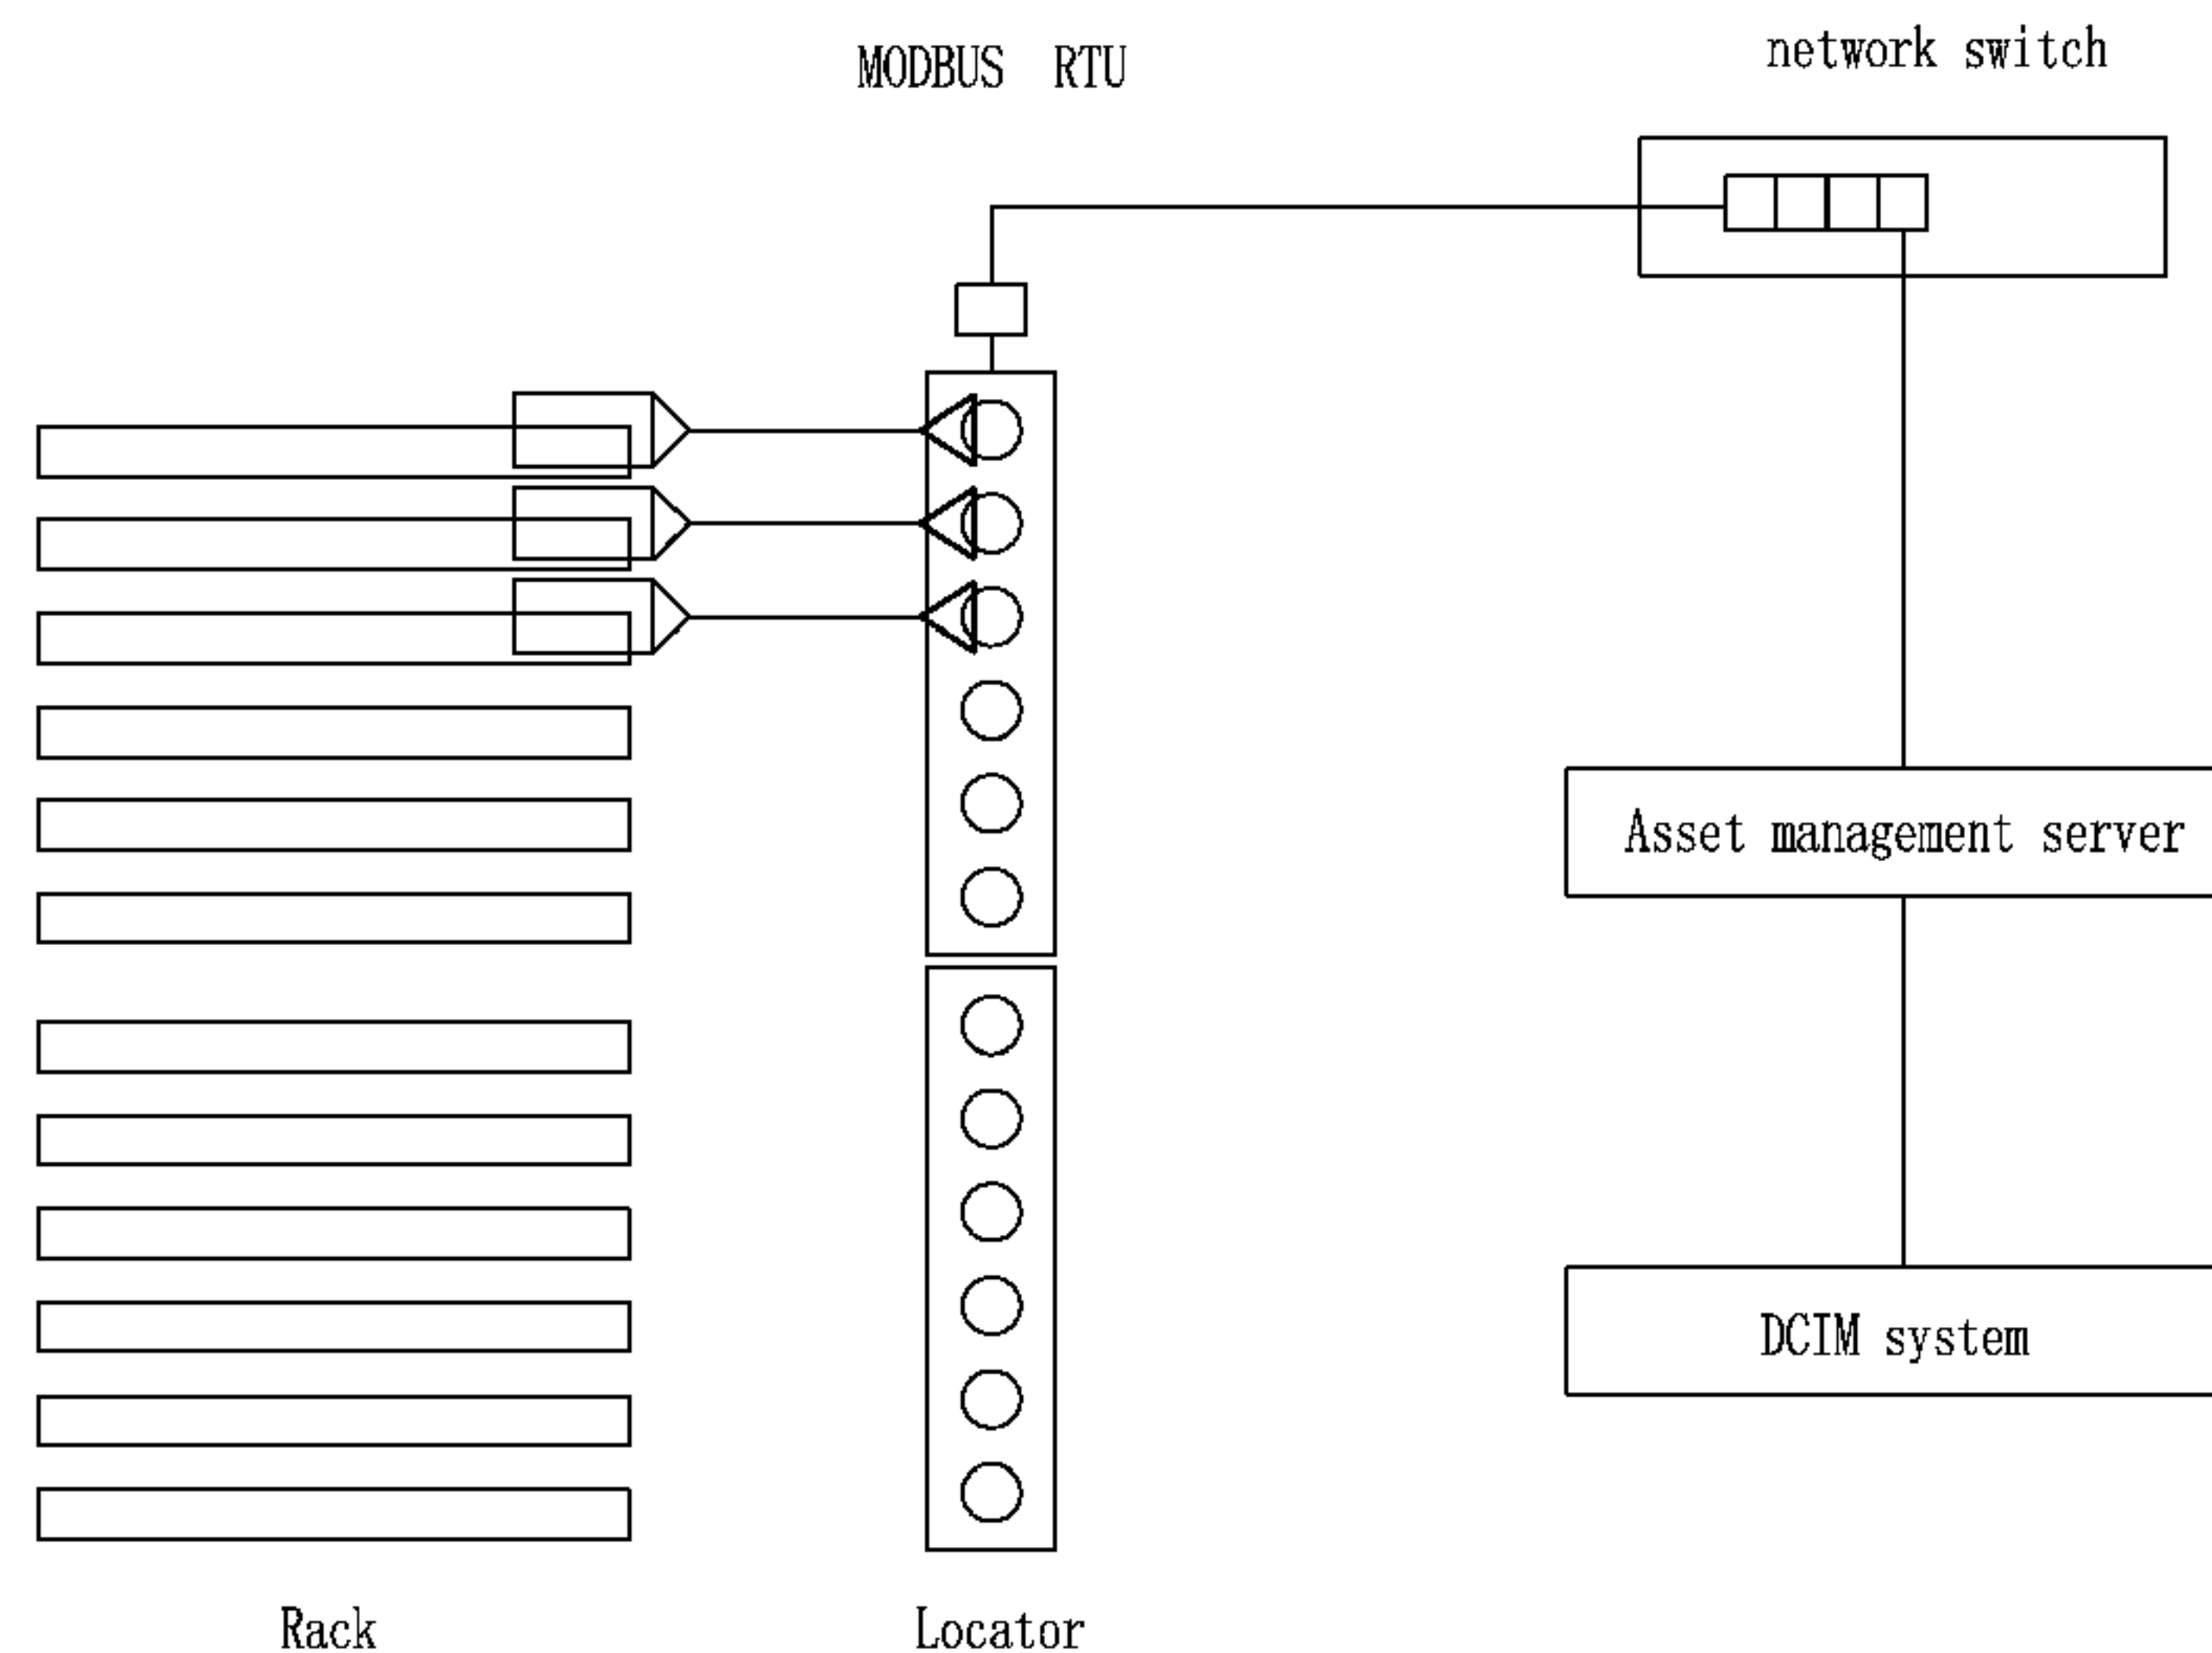 MODBUS RTU
network switch
Asset management server
DCIM system
Rack
Locator